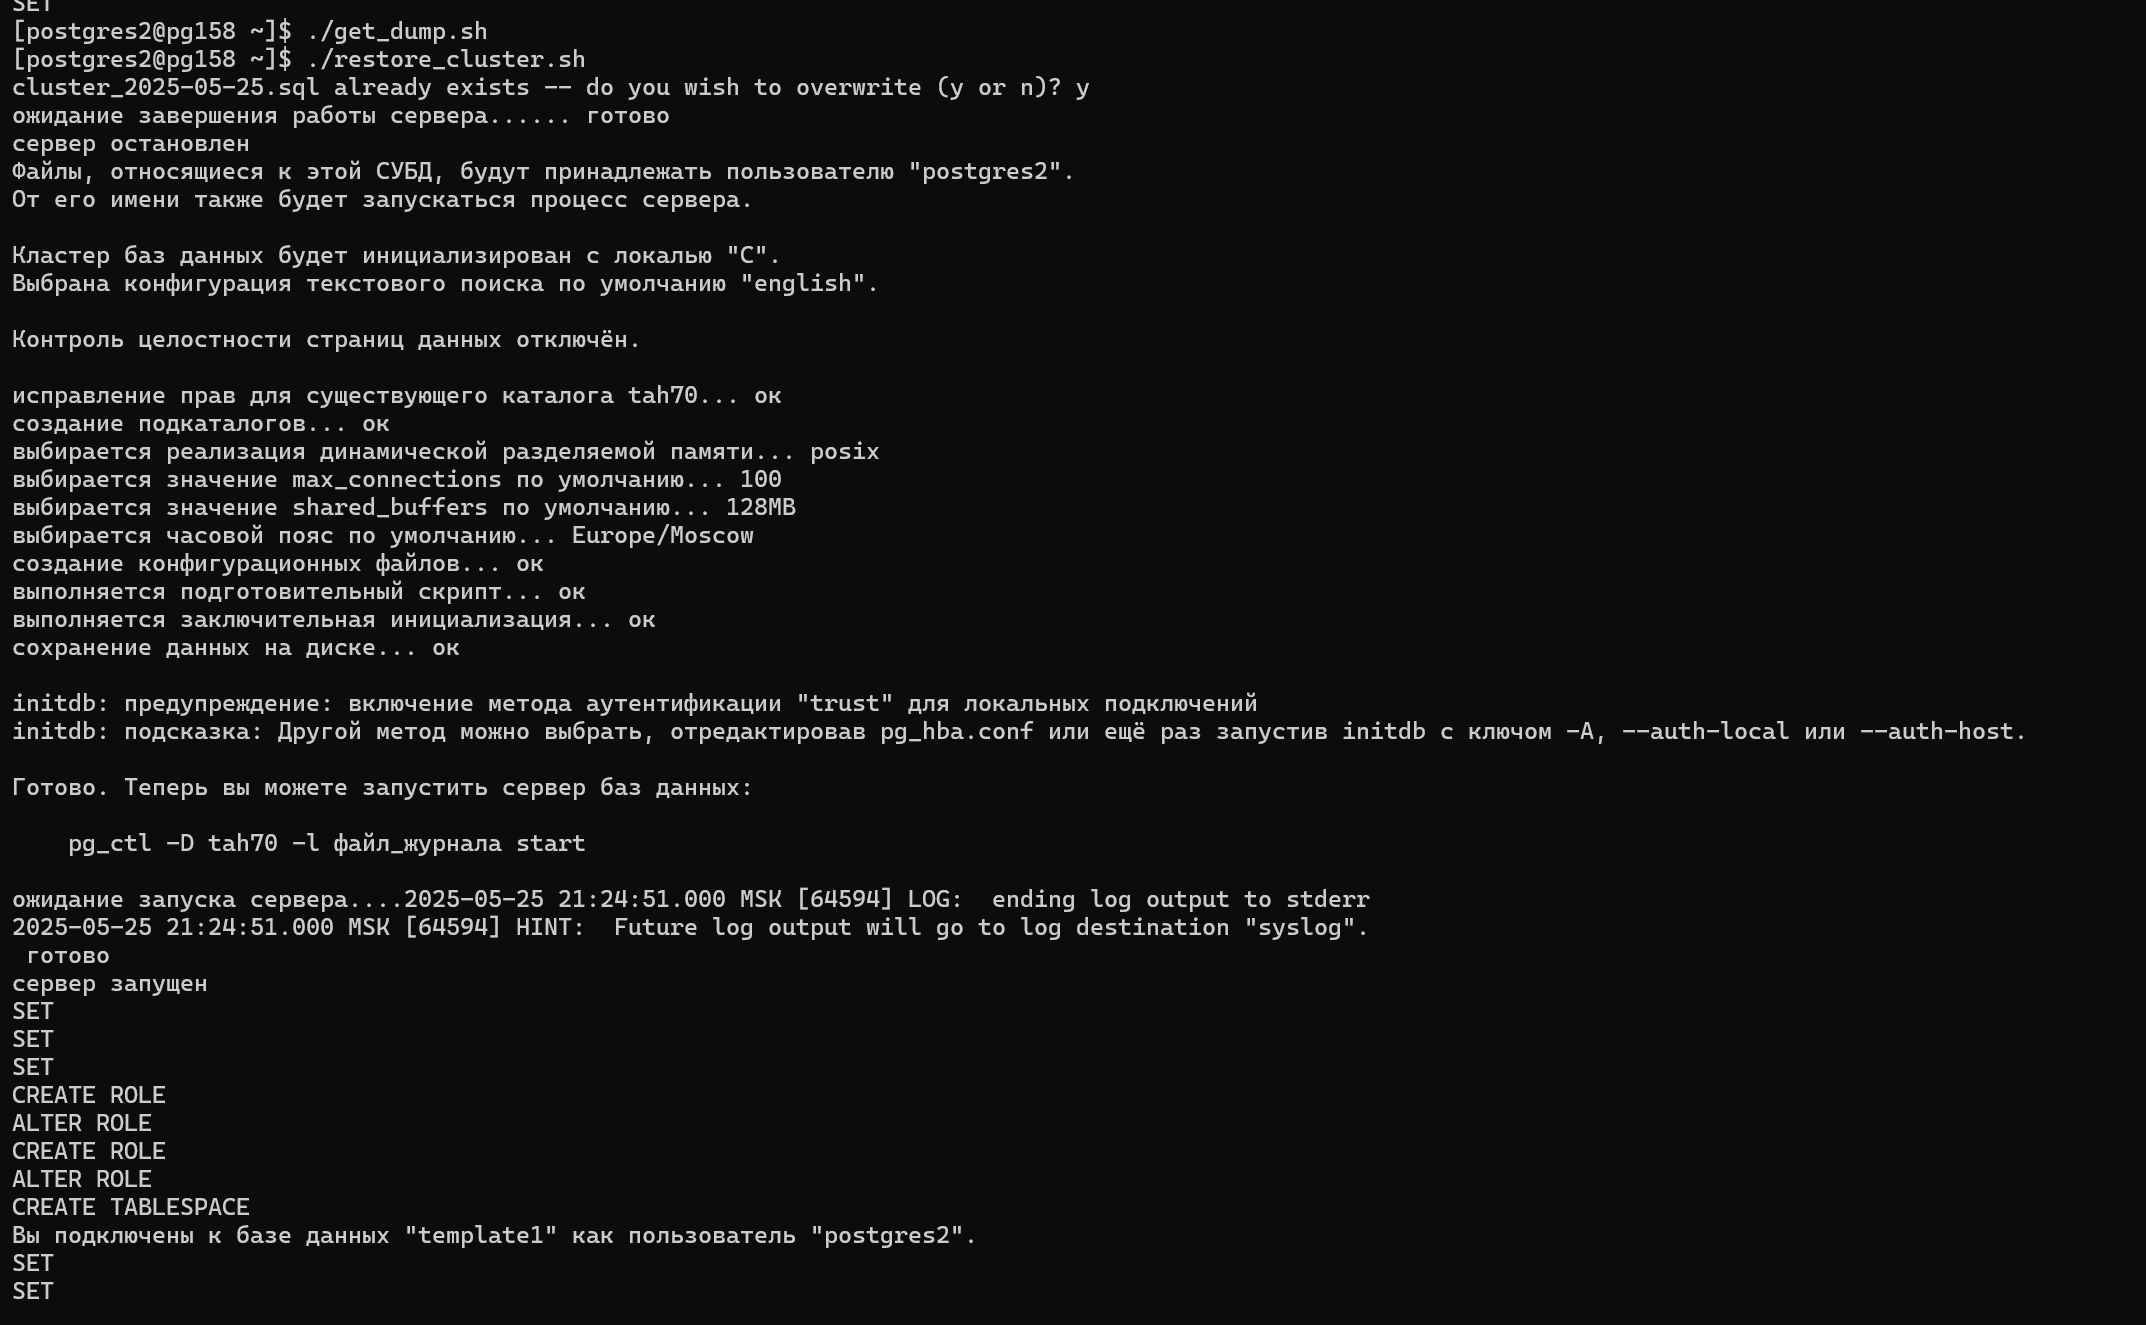 SET
[postgres2@pg158 ~]$ ./get_dump.sh
[postgres2@pg158 ~]$ ./restore_cluster.sh
cluster_2025-05-25.sql already exists -- do you wish to overwrite (y or n)? y
ожидание завершения работы сервера...... готово
сервер остановлен
Файлы, относящиеся к этой СУБД, будут принадлежать пользователю "postgres2".
От его имени также будет запускаться процесс сервера.

Кластер баз данных будет инициализирован с локалью "C".
Выбрана конфигурация текстового поиска по умолчанию "english".

Контроль целостности страниц данных отключён.

исправление прав для существующего каталога tah70... ок
создание подкаталогов... ок
выбирается реализация динамической разделяемой памяти... posix
выбирается значение max_connections по умолчанию... 100
выбирается значение shared_buffers по умолчанию... 128MB
выбирается часовой пояс по умолчанию... Europe/Moscow
создание конфигурационных файлов... ок
выполняется подготовительный скрипт... ок
выполняется заключительная инициализация... ок
сохранение данных на диске... ок

initdb: предупреждение: включение метода аутентификации "trust" для локальных подключений
initdb: подсказка: Другой метод можно выбрать, отредактировав pg_hba.conf или ещё раз запустив initdb с ключом -A, --auth-local или --auth-host.

Готово. Теперь вы можете запустить сервер баз данных:

    pg_ctl -D tah70 -l файл_журнала start

ожидание запуска сервера....2025-05-25 21:24:51.000 MSK [64594] LOG:  ending log output to stderr
2025-05-25 21:24:51.000 MSK [64594] HINT:  Future log output will go to log destination "syslog".
 готово
сервер запущен
SET
SET
SET
CREATE ROLE
ALTER ROLE
CREATE ROLE
ALTER ROLE
CREATE TABLESPACE
Вы подключены к базе данных "template1" как пользователь "postgres2".
SET
SET